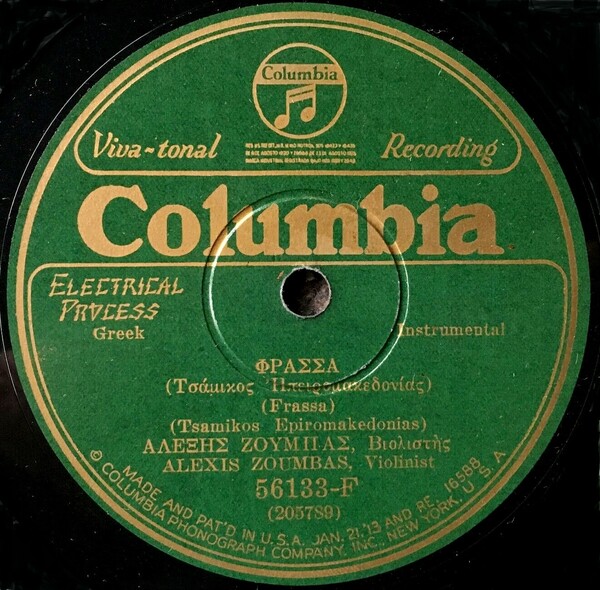 Columbia
Viva-tonal Recording
Columbia
ELECTRICAL
PROCESS
Greek Instrumental
ΦΡΑΣΣΑ
(Τσάμικος Ηπειρομακεδονίας)
(Frassa)
(Tsamikos Epiromakedonias)
ΑΛΕΞΗΣ ΖΟΥΜΠΑΣ, Βιολιστής
ALEXIS ZOUMBAS, Violinist
56133-F
(205789)
MADE AND PAT'D IN U.S.A. JAN. 21, '13 AND RE. 16588
© COLUMBIA PHONOGRAPH COMPANY, INC., NEW YORK, U.S.A